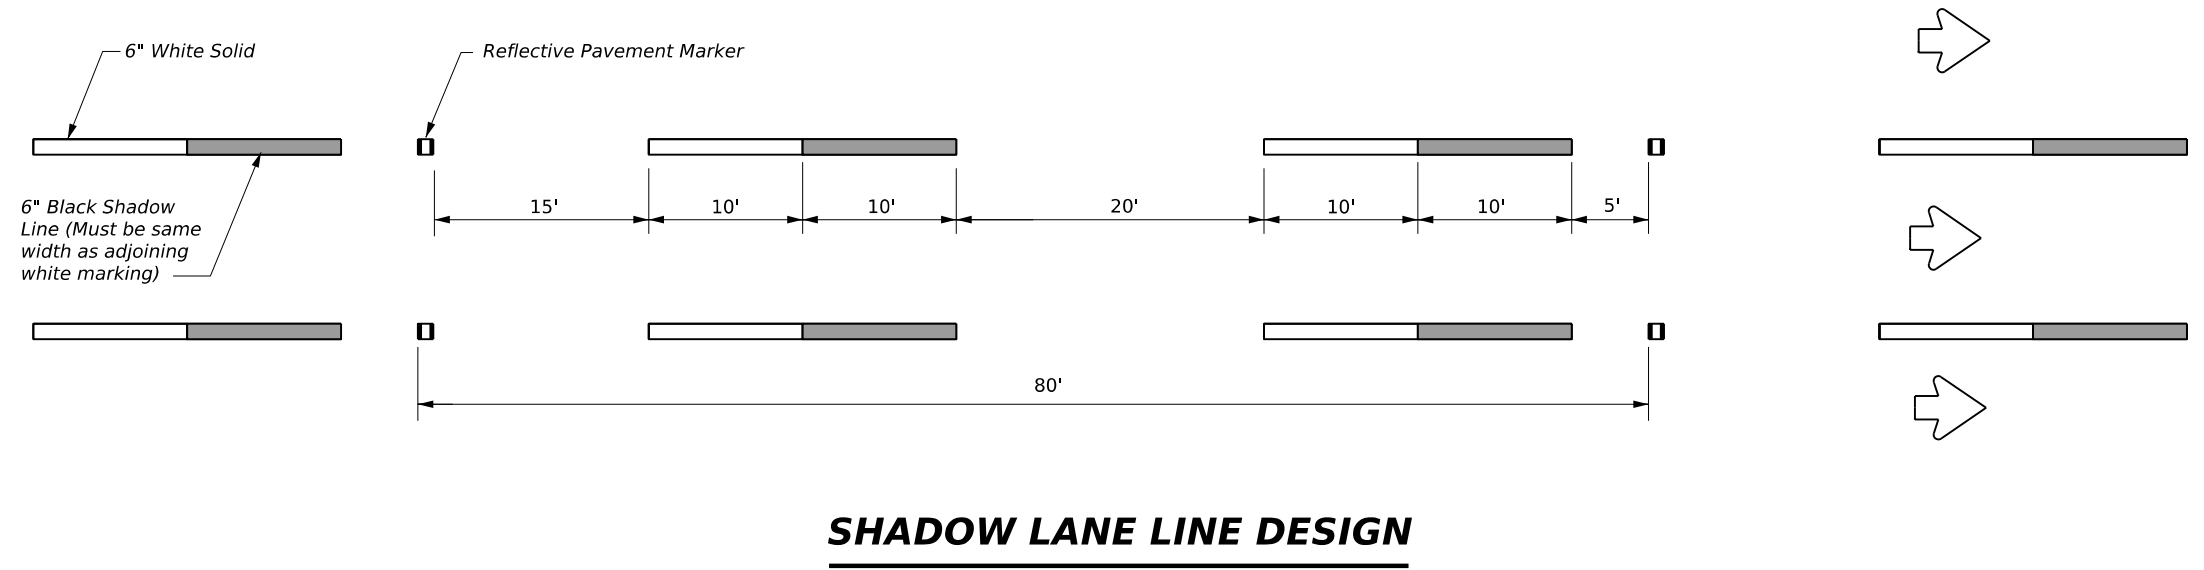 6" White Solid
Reflective Pavement Marker
6" Black Shadow
Line (Must be same
width as adjoining
white marking)
15'
10'
10'
20'
10'
10'
5'
80'
SHADOW LANE LINE DESIGN